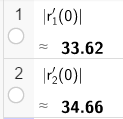 1
|r′₁(0)|
≈ 33.62
2
|r′₂(0)|
≈ 34.66